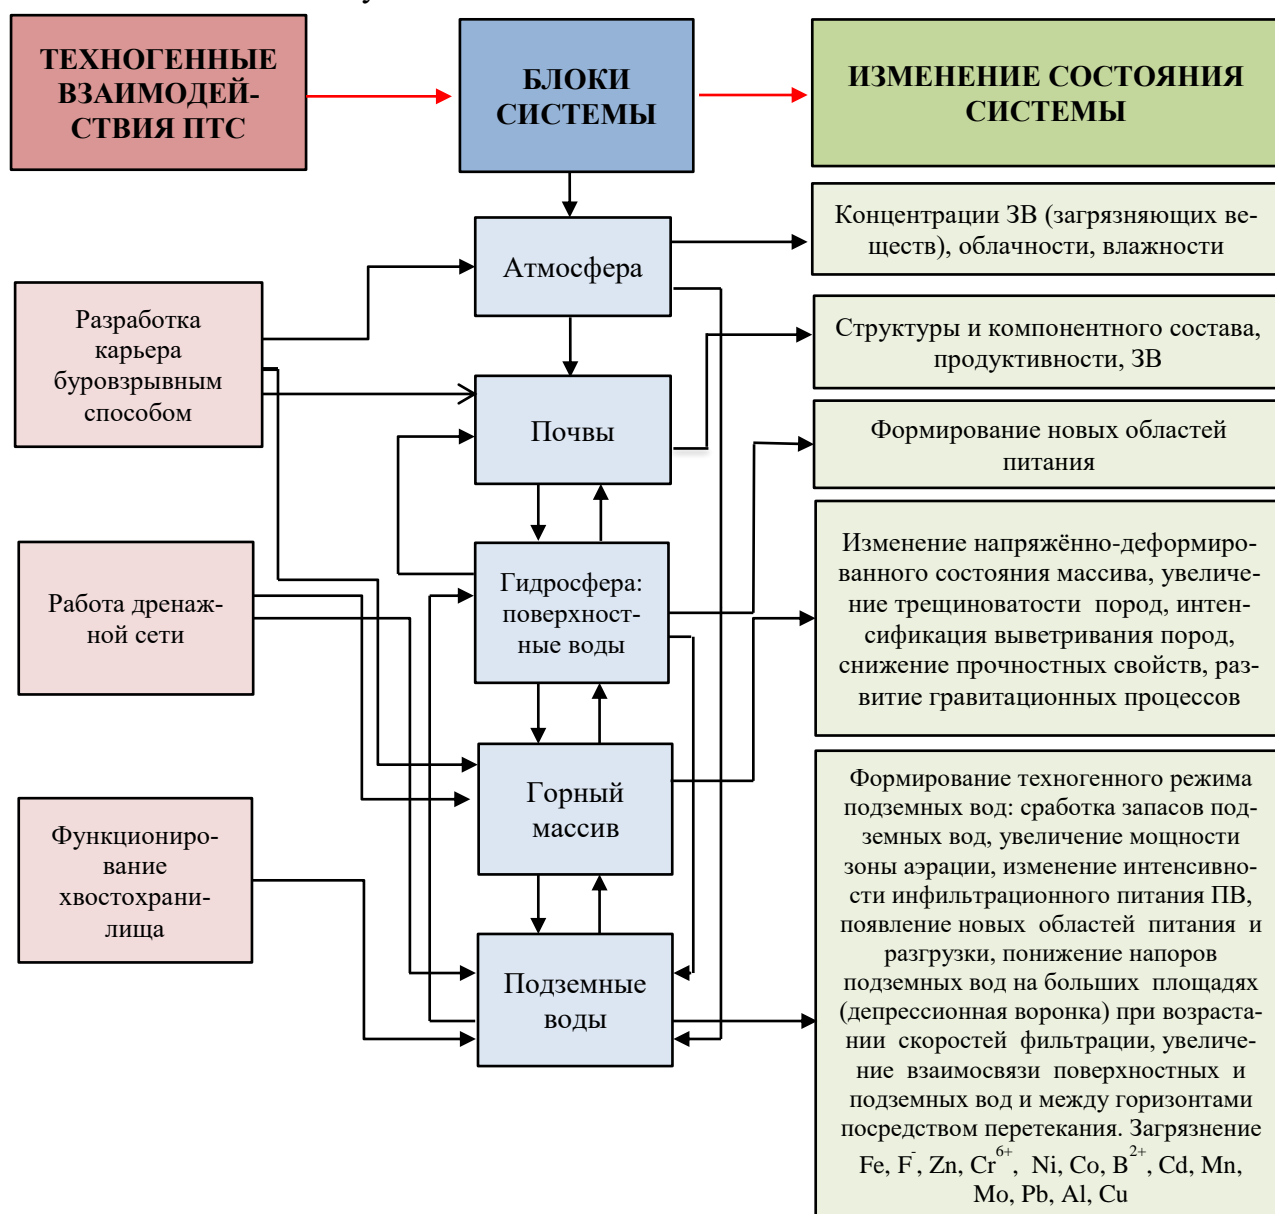 ТЕХНОГЕННЫЕ
ВЗАИМОДЕЙ-
СТВИЯ ПТС
БЛОКИ
СИСТЕМЫ
ИЗМЕНЕНИЕ СОСТОЯНИЯ
СИСТЕМЫ
Разработка
карьера
буровзрывным
способом
Работа дренаж-
ной сети
Функциониро-
вание
хвостохрани-
лища
Атмосфера
Почвы
Гидросфера:
поверхност-
ные воды
Горный
массив
Подземные
воды
Концентрации ЗВ (загрязняющих ве-
ществ), облачности, влажности
Структуры и компонентного состава,
продуктивности, ЗВ
Формирование новых областей
питания
Изменение напряжённо-деформиро-
ванного состояния массива, увеличе-
ние трещиноватости пород, интен-
сификация выветривания пород,
снижение прочностных свойств, раз-
витие гравитационных процессов
Формирование техногенного режима
подземных вод: сработка запасов под-
земных вод, увеличение мощности
зоны аэрации, изменение интенсивно-
сти инфильтрационного питания ПВ,
появление новых областей питания и
разгрузки, понижение напоров
подземных вод на больших площадях
(депрессионная воронка) при возраста-
нии скоростей фильтрации, увеличе-
ние взаимосвязи поверхностных и
подземных вод и между горизонтами
посредством перетекания. Загрязнение
Fe, F⁻, Zn, Cr⁶⁺, Ni, Co, B²⁺, Cd, Mn,
Mo, Pb, Al, Cu